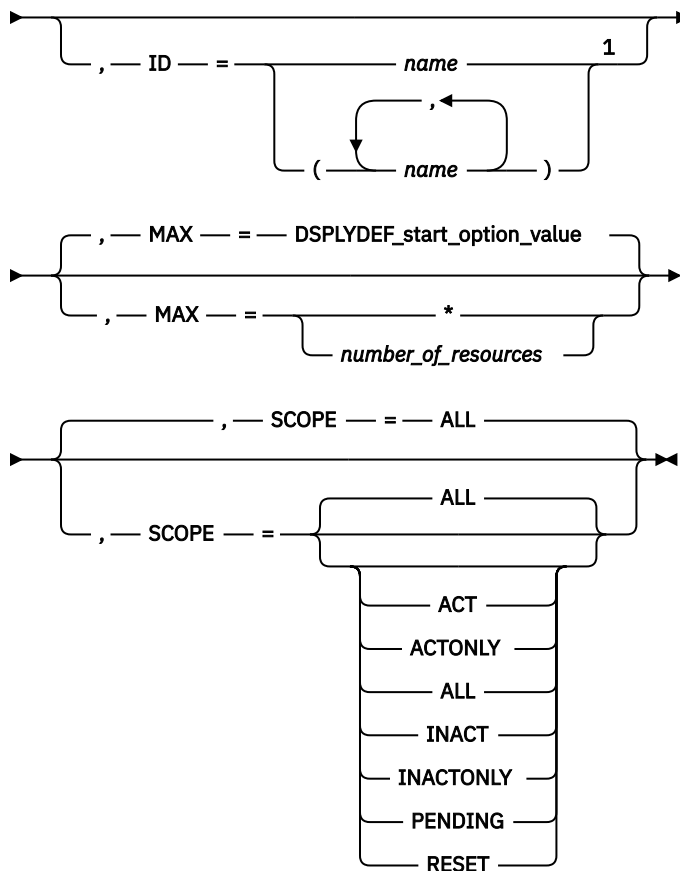 , ID = name 1
,
( name )
, MAX = DSPLYDEF_start_option_value
, MAX = *
number_of_resources
, SCOPE = ALL
ALL
, SCOPE =
ACT
ACTONLY
ALL
INACT
INACTONLY
PENDING
RESET